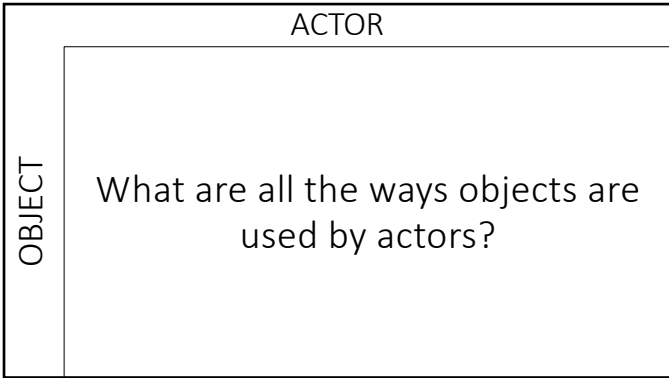 ACTOR
OBJECT
What are all the ways objects are
used by actors?